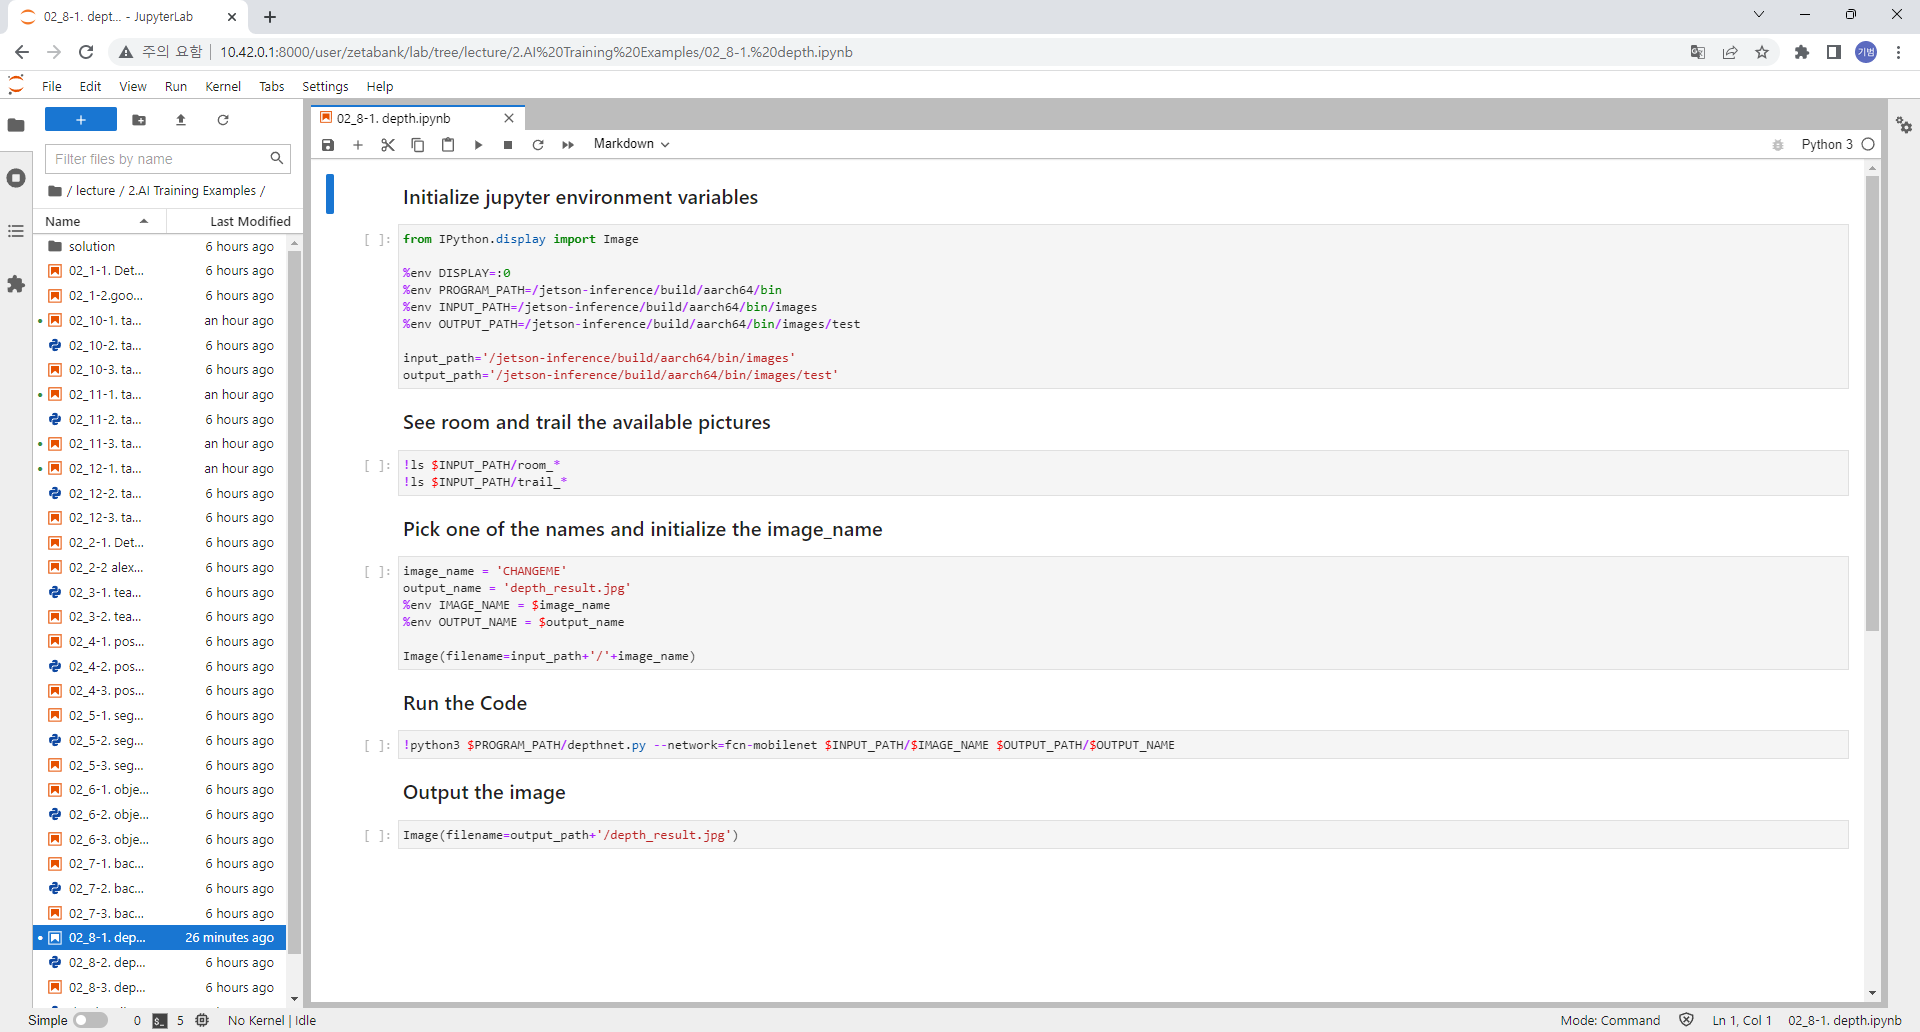 02_8-1. dept... - JupyterLab
주의 요함 10.42.0.1:8000/user/zetabank/lab/tree/lecture/2.AI%20Training%20Examples/02_8-1.%20depth.ipynb
기범
File Edit View Run Kernel Tabs Settings Help
Filter files by name
/ lecture / 2.AI Training Examples /
Name Last Modified
solution 6 hours ago
02_1-1. Det... 6 hours ago
02_1-2.goo... 6 hours ago
02_10-1. ta... an hour ago
02_10-2. ta... 6 hours ago
02_10-3. ta... 6 hours ago
02_11-1. ta... an hour ago
02_11-2. ta... 6 hours ago
02_11-3. ta... an hour ago
02_12-1. ta... an hour ago
02_12-2. ta... 6 hours ago
02_12-3. ta... 6 hours ago
02_2-1. Det... 6 hours ago
02_2-2 alex... 6 hours ago
02_3-1. tea... 6 hours ago
02_3-2. tea... 6 hours ago
02_4-1. pos... 6 hours ago
02_4-2. pos... 6 hours ago
02_4-3. pos... 6 hours ago
02_5-1. seg... 6 hours ago
02_5-2. seg... 6 hours ago
02_5-3. seg... 6 hours ago
02_6-1. obje... 6 hours ago
02_6-2. obje... 6 hours ago
02_6-3. obje... 6 hours ago
02_7-1. bac... 6 hours ago
02_7-2. bac... 6 hours ago
02_7-3. bac... 6 hours ago
02_8-1. dep... 26 minutes ago
02_8-2. dep... 6 hours ago
02_8-3. dep... 6 hours ago
02_8-1. depth.ipynb
Markdown
Python 3
Initialize jupyter environment variables
[ ]: from IPython.display import Image
%env DISPLAY=:0
%env PROGRAM_PATH=/jetson-inference/build/aarch64/bin
%env INPUT_PATH=/jetson-inference/build/aarch64/bin/images
%env OUTPUT_PATH=/jetson-inference/build/aarch64/bin/images/test
input_path='/jetson-inference/build/aarch64/bin/images'
output_path='/jetson-inference/build/aarch64/bin/images/test'
See room and trail the available pictures
[ ]: !ls $INPUT_PATH/room_*
!ls $INPUT_PATH/trail_*
Pick one of the names and initialize the image_name
[ ]: image_name = 'CHANGEME'
output_name = 'depth_result.jpg'
%env IMAGE_NAME = $image_name
%env OUTPUT_NAME = $output_name
Image(filename=input_path+'/'+image_name)
Run the Code
[ ]: !python3 $PROGRAM_PATH/depthnet.py --network=fcn-mobilenet $INPUT_PATH/$IMAGE_NAME $OUTPUT_PATH/$OUTPUT_NAME
Output the image
[ ]: Image(filename=output_path+'/depth_result.jpg')
Simple 0 5 No Kernel | Idle
Mode: Command Ln 1, Col 1 02_8-1. depth.ipynb